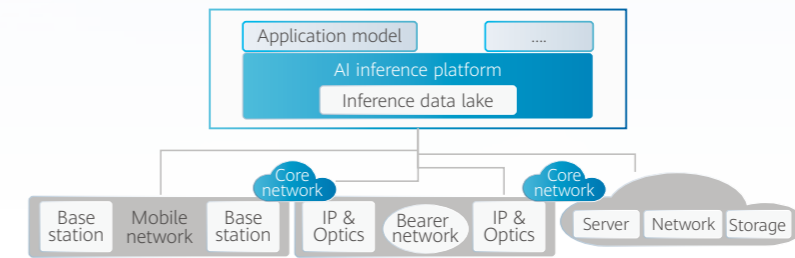 Application model
....
AI inference platform
Inference data lake
Core
network
Core
network
Base
station
Mobile
network
Base
station
IP &
Optics
Bearer
network
IP &
Optics
Server
Network
Storage